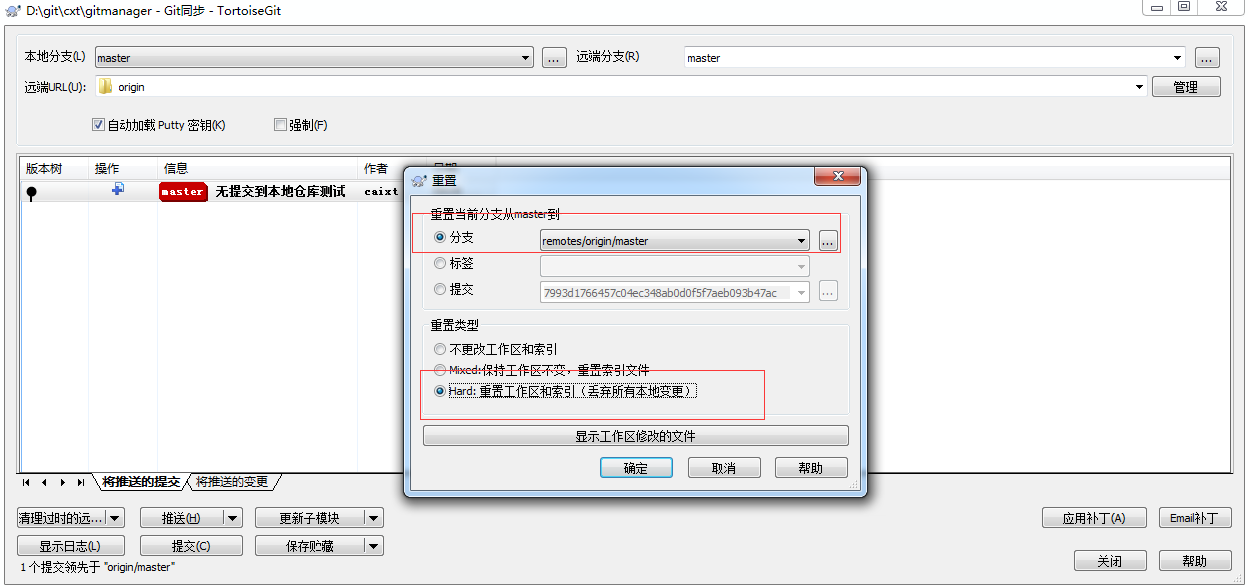 D:\git\cxt\gitmanager - Git同步 - TortoiseGit
本地分支(L) master ... 远端分支(R) master ...
远端URL(U): origin 管理
自动加载 Putty 密钥(K) 强制(F)
版本树 操作 信息 作者 日期
master 无提交到本地仓库测试 caixt
重置
重置当前分支从master到
分支 remotes/origin/master ...
标签
提交 7993d1766457c04ec348ab0d0f5f7aeb093b47ac ...
重置类型
不更改工作区和索引
Mixed:保持工作区不变，重置索引文件
Hard: 重置工作区和索引（丢弃所有本地变更）
显示工作区修改的文件
确定 取消 帮助
将推送的提交 将推送的变更
清理过时的远... 推送(H) 更新子模块 应用补丁(A) Email补丁
显示日志(L) 提交(C) 保存贮藏
1 个提交领先于 "origin/master" 关闭 帮助